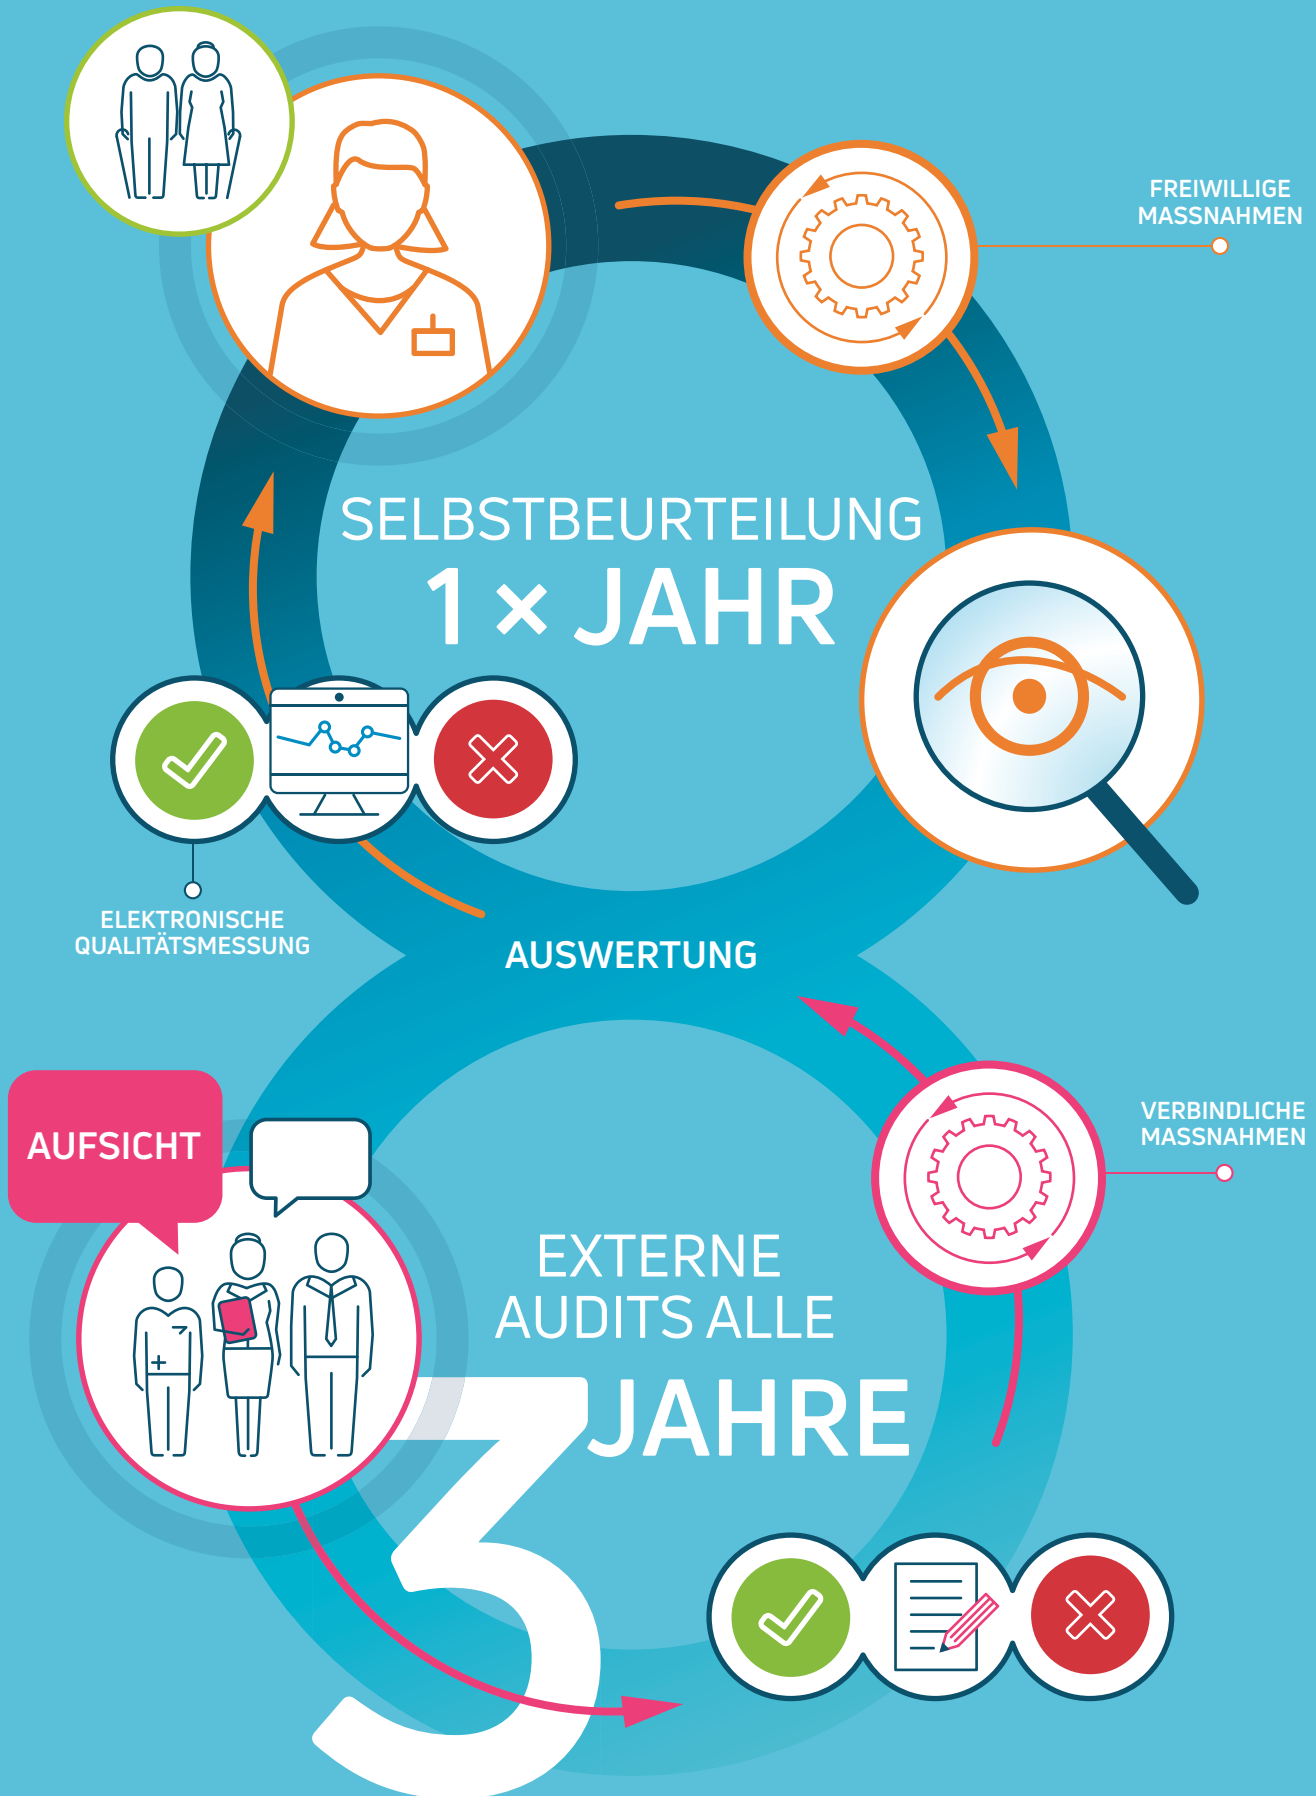 FREIWILLIGE
MASSNAHMEN
SELBSTBEURTEILUNG
1 × JAHR
ELEKTRONISCHE
QUALITÄTSMESSUNG
AUSWERTUNG
AUFSICHT
VERBINDLICHE
MASSNAHMEN
EXTERNE
AUDITS ALLE
3 JAHRE